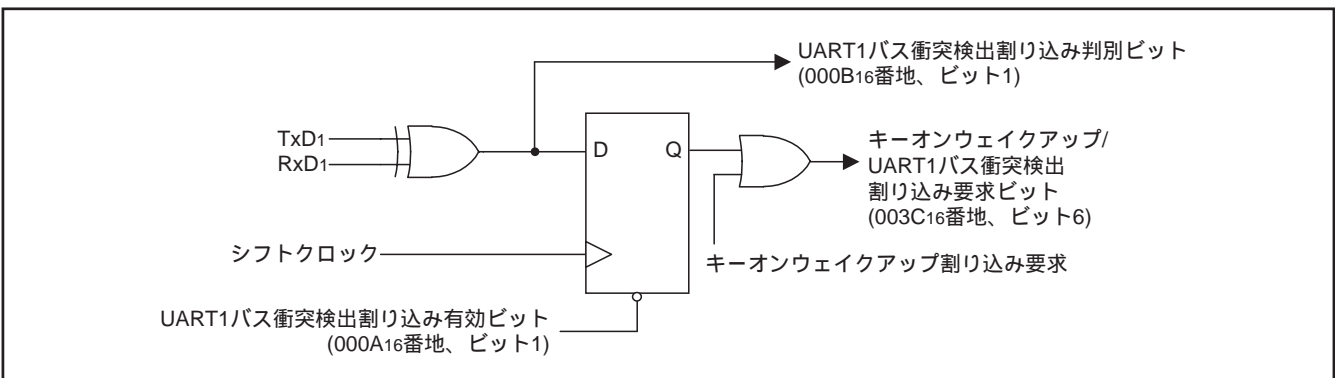 UART1バス衝突検出割り込み判別ビット
(000B16番地、ビット1)
TxD1
RxD1
D
Q
キーオンウェイクアップ/
UART1バス衝突検出
割り込み要求ビット
(003C16番地、ビット6)
シフトクロック
キーオンウェイクアップ割り込み要求
UART1バス衝突検出割り込み有効ビット
(000A16番地、ビット1)